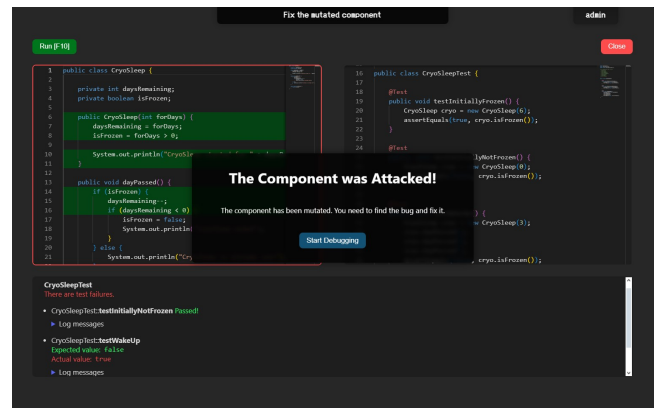 Fix the mutated component
admin
Run [F10]
Close
1 public class CryoSleep {
2
3 private int daysRemaining;
4 private boolean isFrozen;
5
6 public CryoSleep(int forDays) {
7 daysRemaining = forDays;
8 isFrozen = forDays > 0;
9
10 System.out.println("CryoSle
11 }
12
13 public void dayPassed() {
14 if (isFrozen) {
15 daysRemaining--;
16 if (daysRemaining < 0)
17 isFrozen = false;
18 System.out.printl
19 }
20 } else {
21 System.out.println("Cr
16 public class CryoSleepTest {
17
18 @Test
19 public void testInitiallyFrozen() {
20 CryoSleep cryo = new CryoSleep(6);
21 assertEquals(true, cryo.isFrozen());
22 }
23
24 @Test
llyNotFrozen() {
new CryoSleep(0);
cryo.isFrozen());
) {
new CryoSleep(3);
cryo.isFrozen());
The Component was Attacked!
The component has been mutated. You need to find the bug and fix it.
Start Debugging
CryoSleepTest
There are test failures.
• CryoSleepTest::testInitiallyNotFrozen Passed!
▶ Log messages
• CryoSleepTest::testWakeUp
Expected value: false
Actual value: true
▶ Log messages